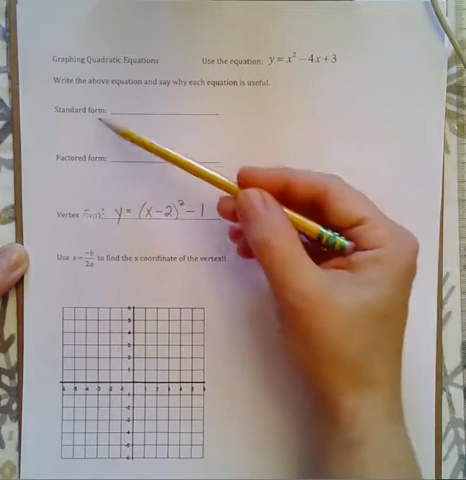 Graphing Quadratic Equations Use the equation: y = x² − 4x + 3
Write the above equation and say why each equation is useful.
Standard form:
Factored form:
Vertex form: y = (x-2)² - 1
Use x = -b/2a to find the x coordinate of the vertex!!